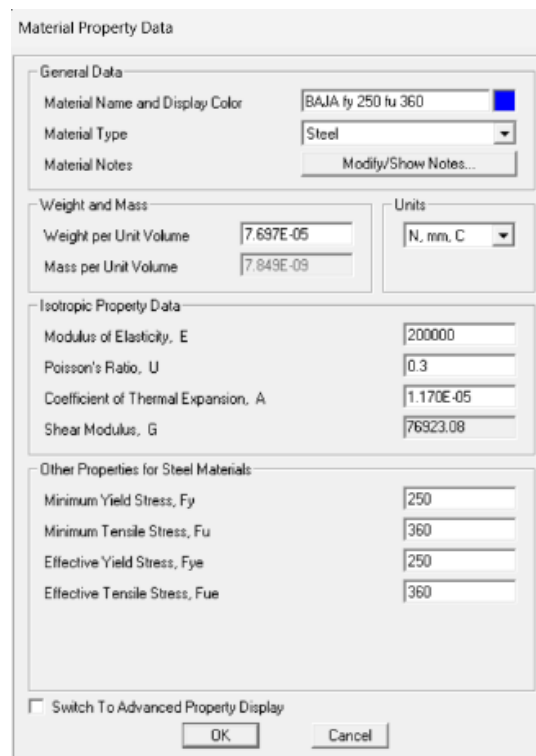 Material Property Data
General Data
Material Name and Display Color BAJA fy 250 fu 360
Material Type Steel
Material Notes Modify/Show Notes...
Weight and Mass
Weight per Unit Volume 7.697E-05
Mass per Unit Volume 7.849E-09
Units
N, mm, C
Isotropic Property Data
Modulus of Elasticity, E 200000
Poisson's Ratio, U 0.3
Coefficient of Thermal Expansion, A 1.170E-05
Shear Modulus, G 76923.08
Other Properties for Steel Materials
Minimum Yield Stress, Fy 250
Minimum Tensile Stress, Fu 360
Effective Yield Stress, Fye 250
Effective Tensile Stress, Fue 360
Switch To Advanced Property Display
OK Cancel